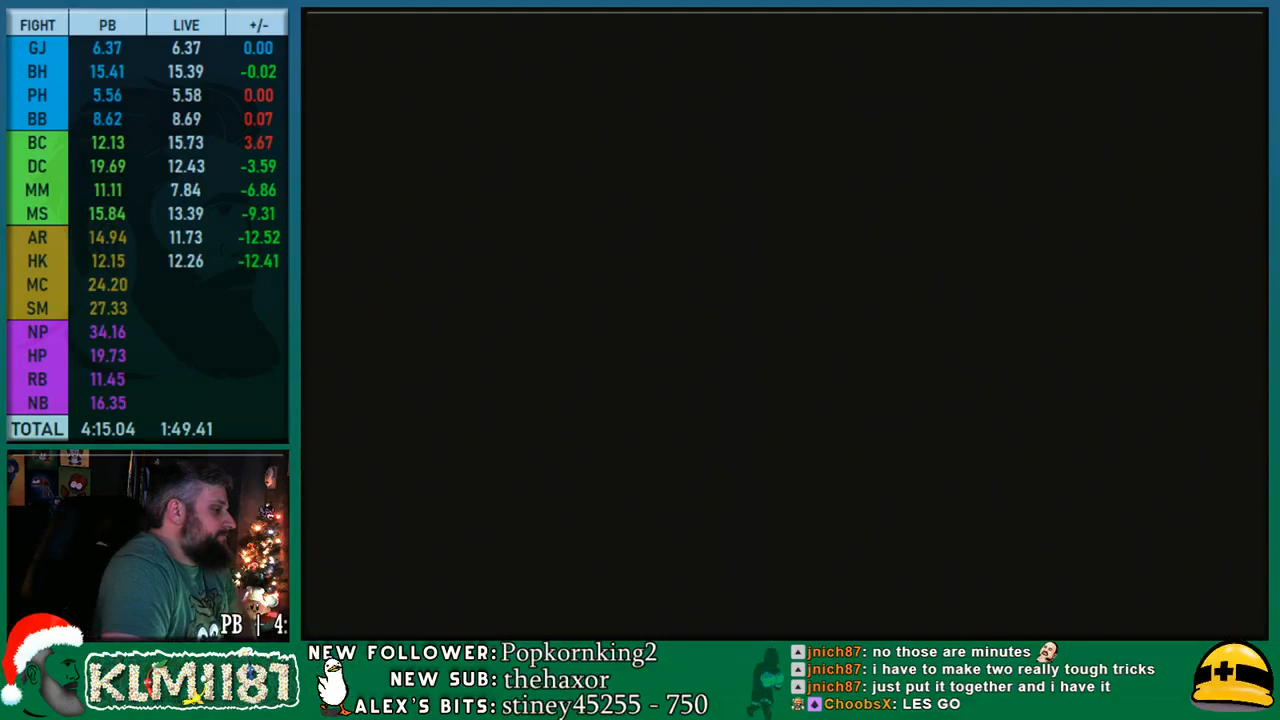 FIGHT PB LIVE +/-
GJ 6.37 6.37 0.00
BH 15.41 15.39 -0.02
PH 5.56 5.58 0.00
BB 8.62 8.69 0.07
BC 12.13 15.73 3.67
DC 19.69 12.43 -3.59
MM 11.11 7.84 -6.86
MS 15.84 13.39 -9.31
AR 14.94 11.73 -12.52
HK 12.15 12.26 -12.41
MC 24.20
SM 27.33
NP 34.16
HP 19.73
RB 11.45
NB 16.35
TOTAL 4:15.04 1:49.41
PB | 4:
KLM1187
NEW FOLLOWER: Popkornking2
NEW SUB: thehaxor
ALEX'S BITS: stiney45255 - 750
jnich87: no those are minutes
jnich87: i have to make two really tough tricks
jnich87: just put it together and i have it
ChoobsX: LES GO